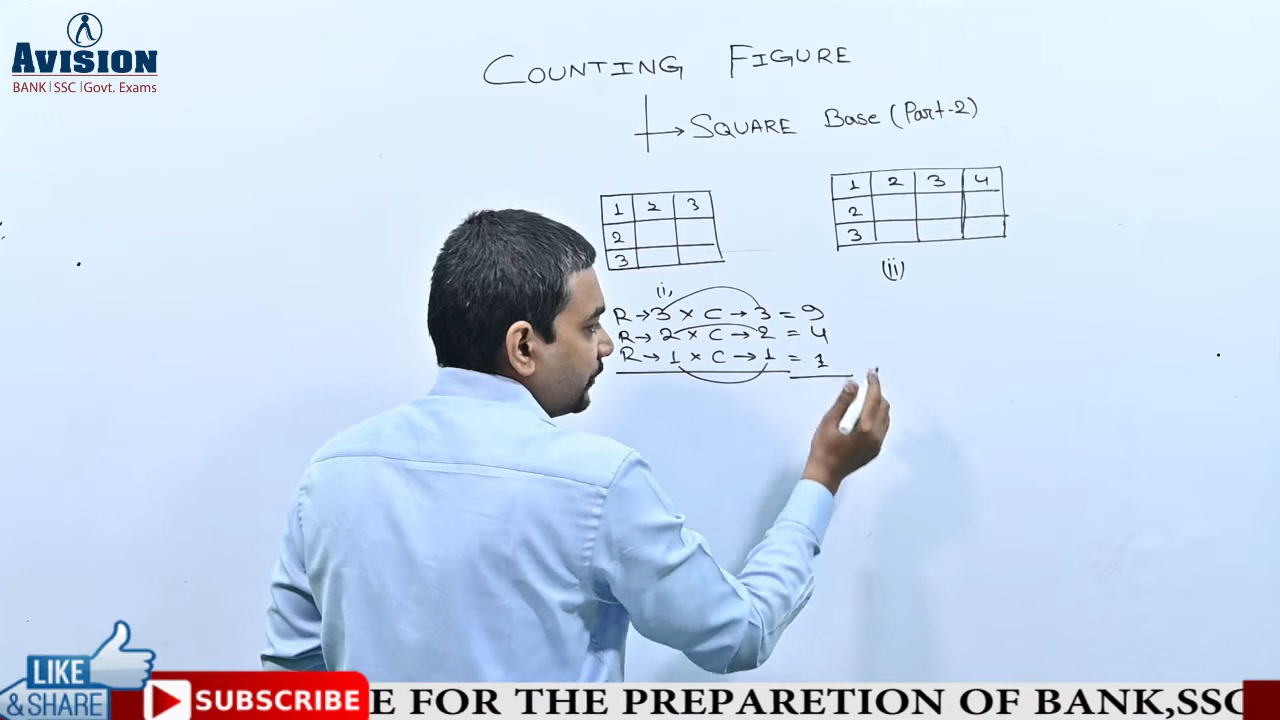 AVISION
BANK | SSC | Govt. Exams
COUNTING FIGURE
→ SQUARE Base (Part-2)
1 2 3
2
3
(i)
1 2 3 4
2
3
(ii)
R → 3 × C → 3 = 9
R → 2 × C → 2 = 4
R → 1 × C → 1 = 1
LIKE
& SHARE
SUBSCRIBE
E FOR THE PREPARETION OF BANK,SSC